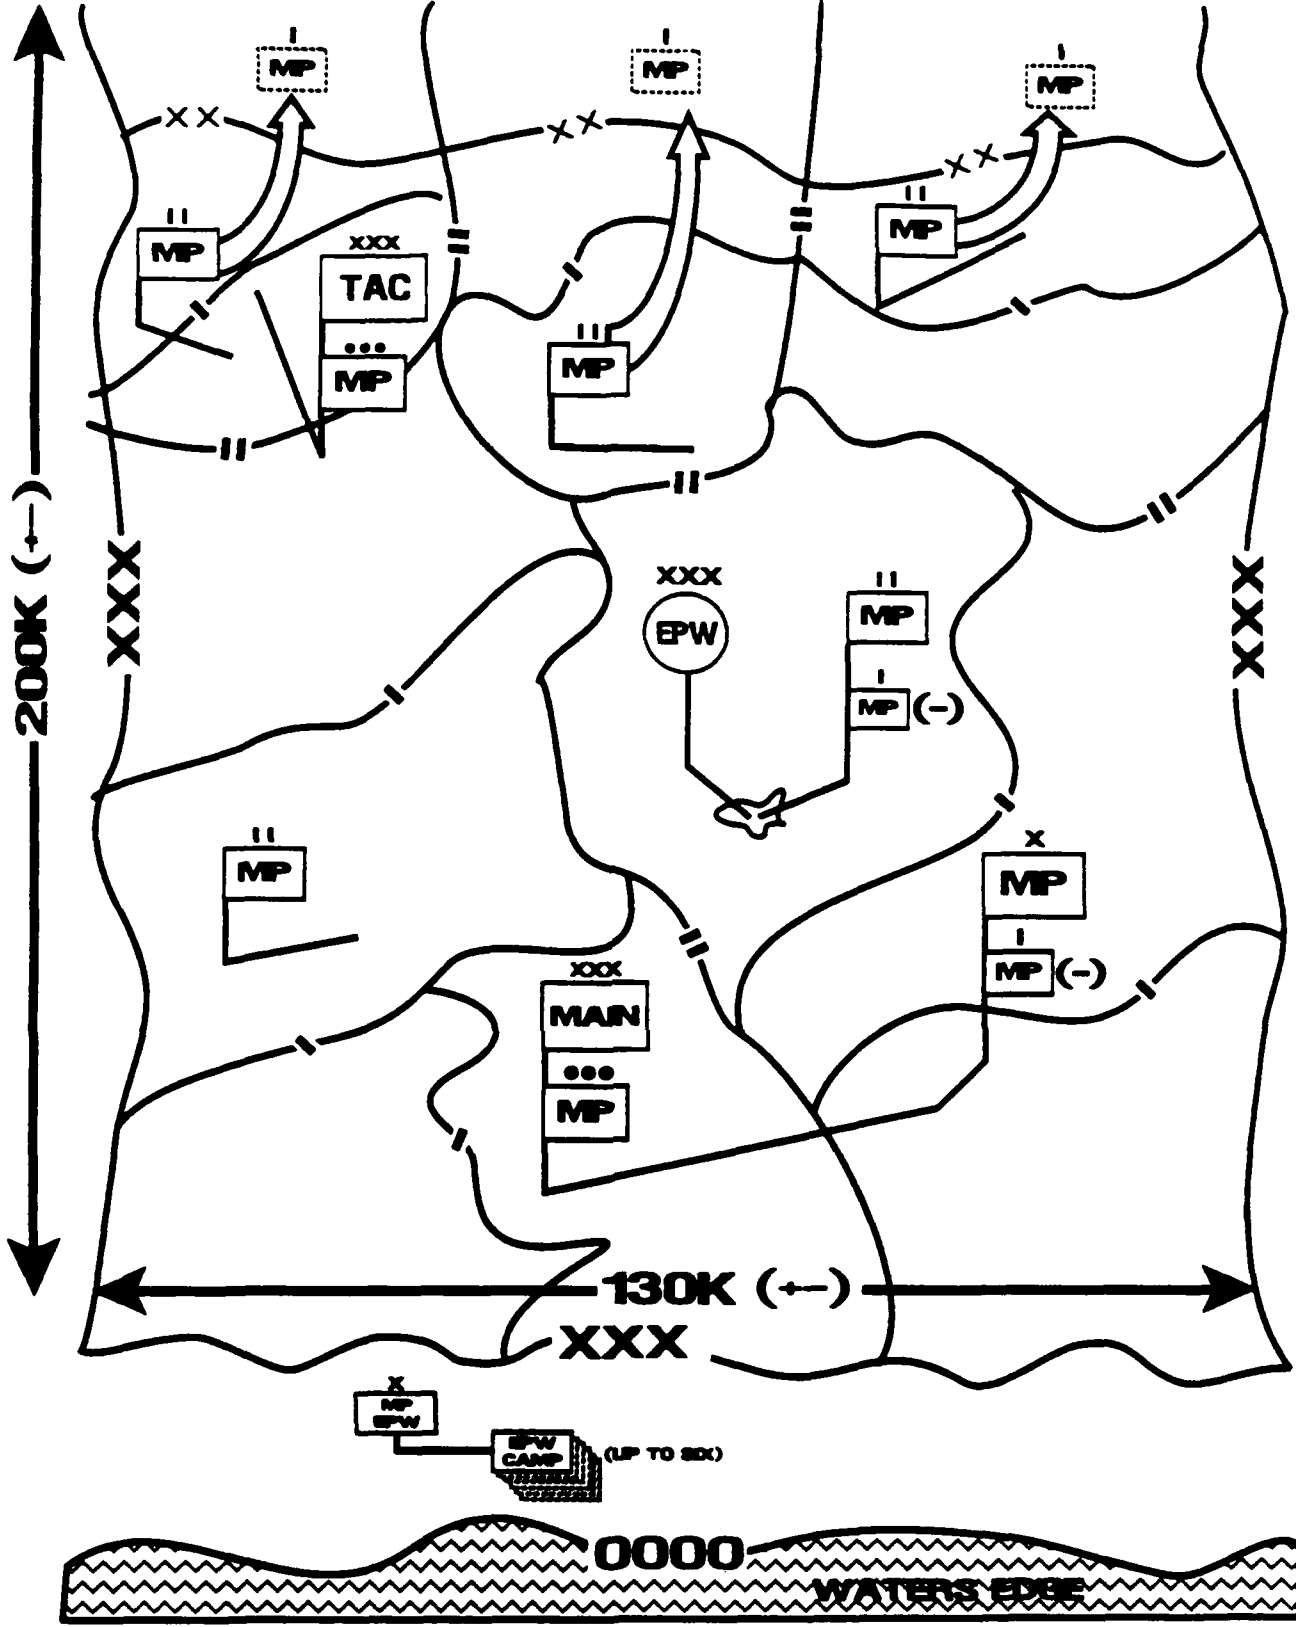 I
MP
I
MP
I
MP
XX
XX
XX
II
MP
II
MP
XXX
TAC
•••
MP
II
MP
200K (+−)
XXX
XXX
XXX
EPW
II
MP
I
MP (−)
II
MP
X
MP
I
MP (−)
XXX
MAIN
•••
MP
130K (+−)
XXX
X
MP
EPW
EPW
CAMP
(UP TO SIX)
0000
WATERS EDGE